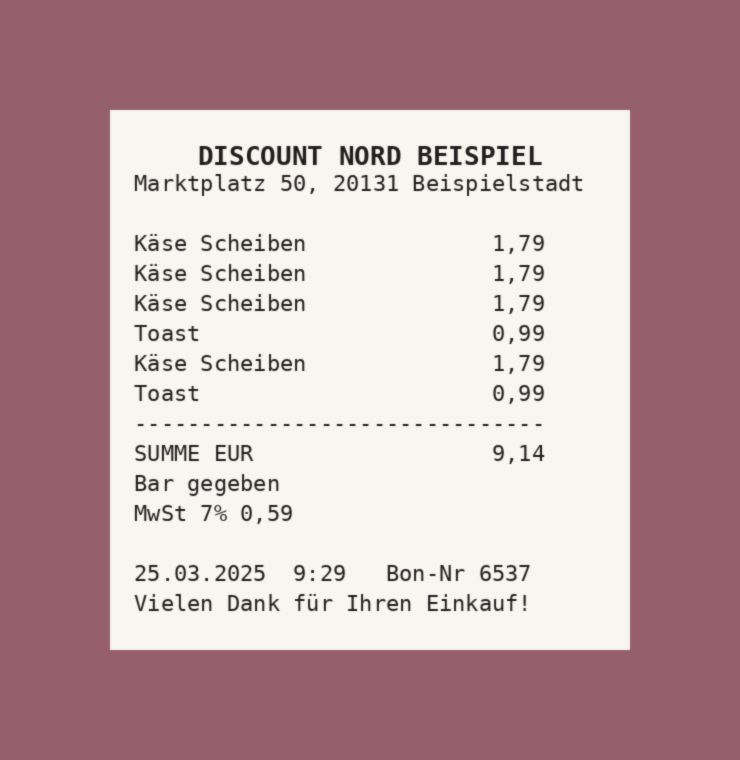 DISCOUNT NORD BEISPIEL
Marktplatz 50, 20131 Beispielstadt
Käse Scheiben 1,79
Käse Scheiben 1,79
Käse Scheiben 1,79
Toast 0,99
Käse Scheiben 1,79
Toast 0,99
-------------------------------
SUMME EUR 9,14
Bar gegeben
MwSt 7% 0,59
25.03.2025 9:29 Bon-Nr 6537
Vielen Dank für Ihren Einkauf!